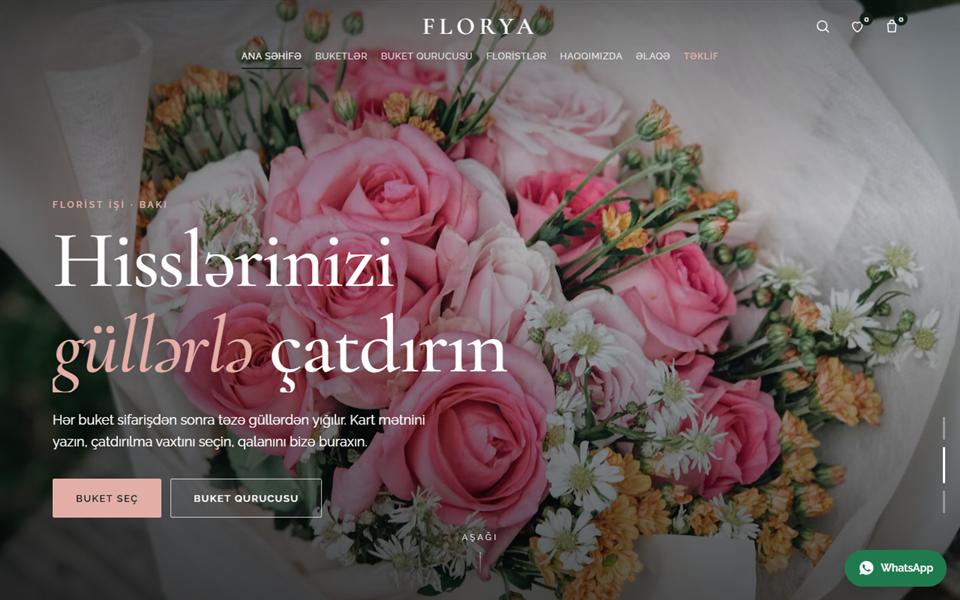 FLORYA
0
0
ANA SƏHİFƏ BUKETLƏR BUKET QURUCUSU FLORİSTLƏR HAQQIMIZDA ƏLAQƏ TƏKLİF
FLORİST İŞİ · BAKI
Hisslərinizi
güllərlə çatdırın
Hər buket sifarişdən sonra təzə güllərdən yığılır. Kart mətnini
yazın, çatdırılma vaxtını seçin, qalanını bizə buraxın.
BUKET SEÇ
BUKET QURUCUSU
AŞAĞI
WhatsApp